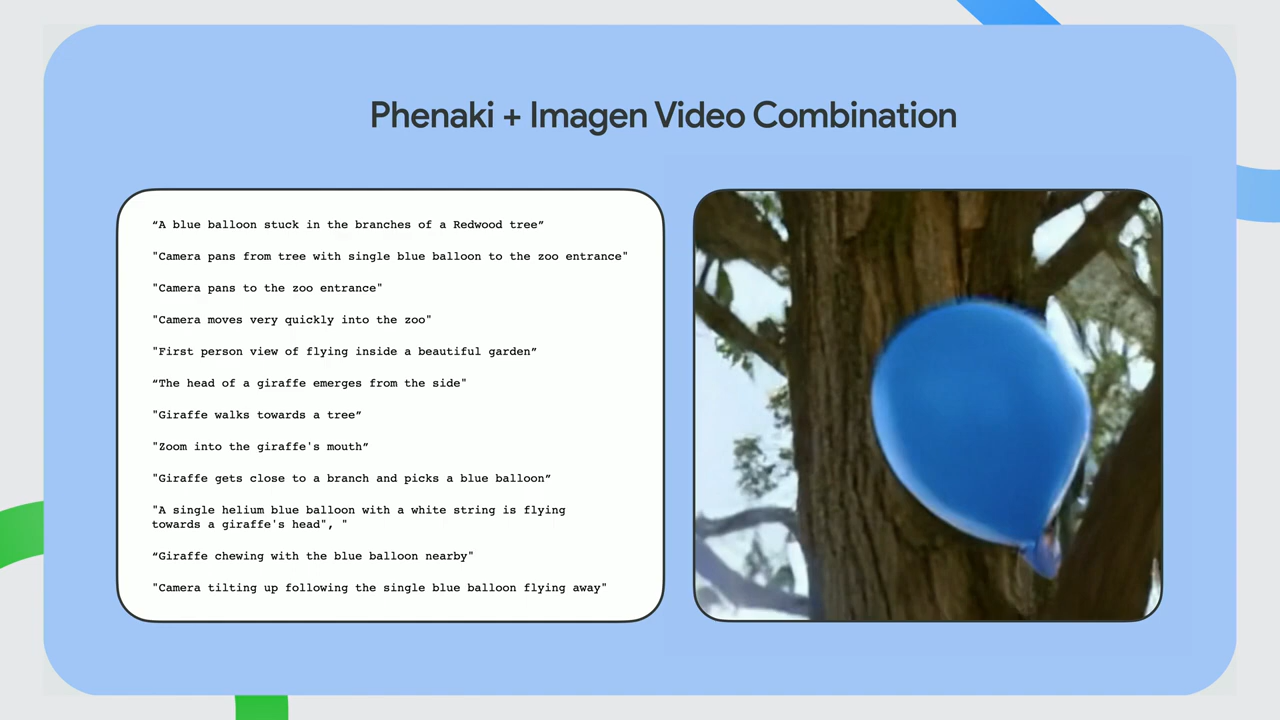 Phenaki + Imagen Video Combination
“A blue balloon stuck in the branches of a Redwood tree”
"Camera pans from tree with single blue balloon to the zoo entrance"
"Camera pans to the zoo entrance"
"Camera moves very quickly into the zoo"
"First person view of flying inside a beautiful garden”
“The head of a giraffe emerges from the side"
"Giraffe walks towards a tree”
"Zoom into the giraffe's mouth”
"Giraffe gets close to a branch and picks a blue balloon”
"A single helium blue balloon with a white string is flying
towards a giraffe's head", "
“Giraffe chewing with the blue balloon nearby"
"Camera tilting up following the single blue balloon flying away"